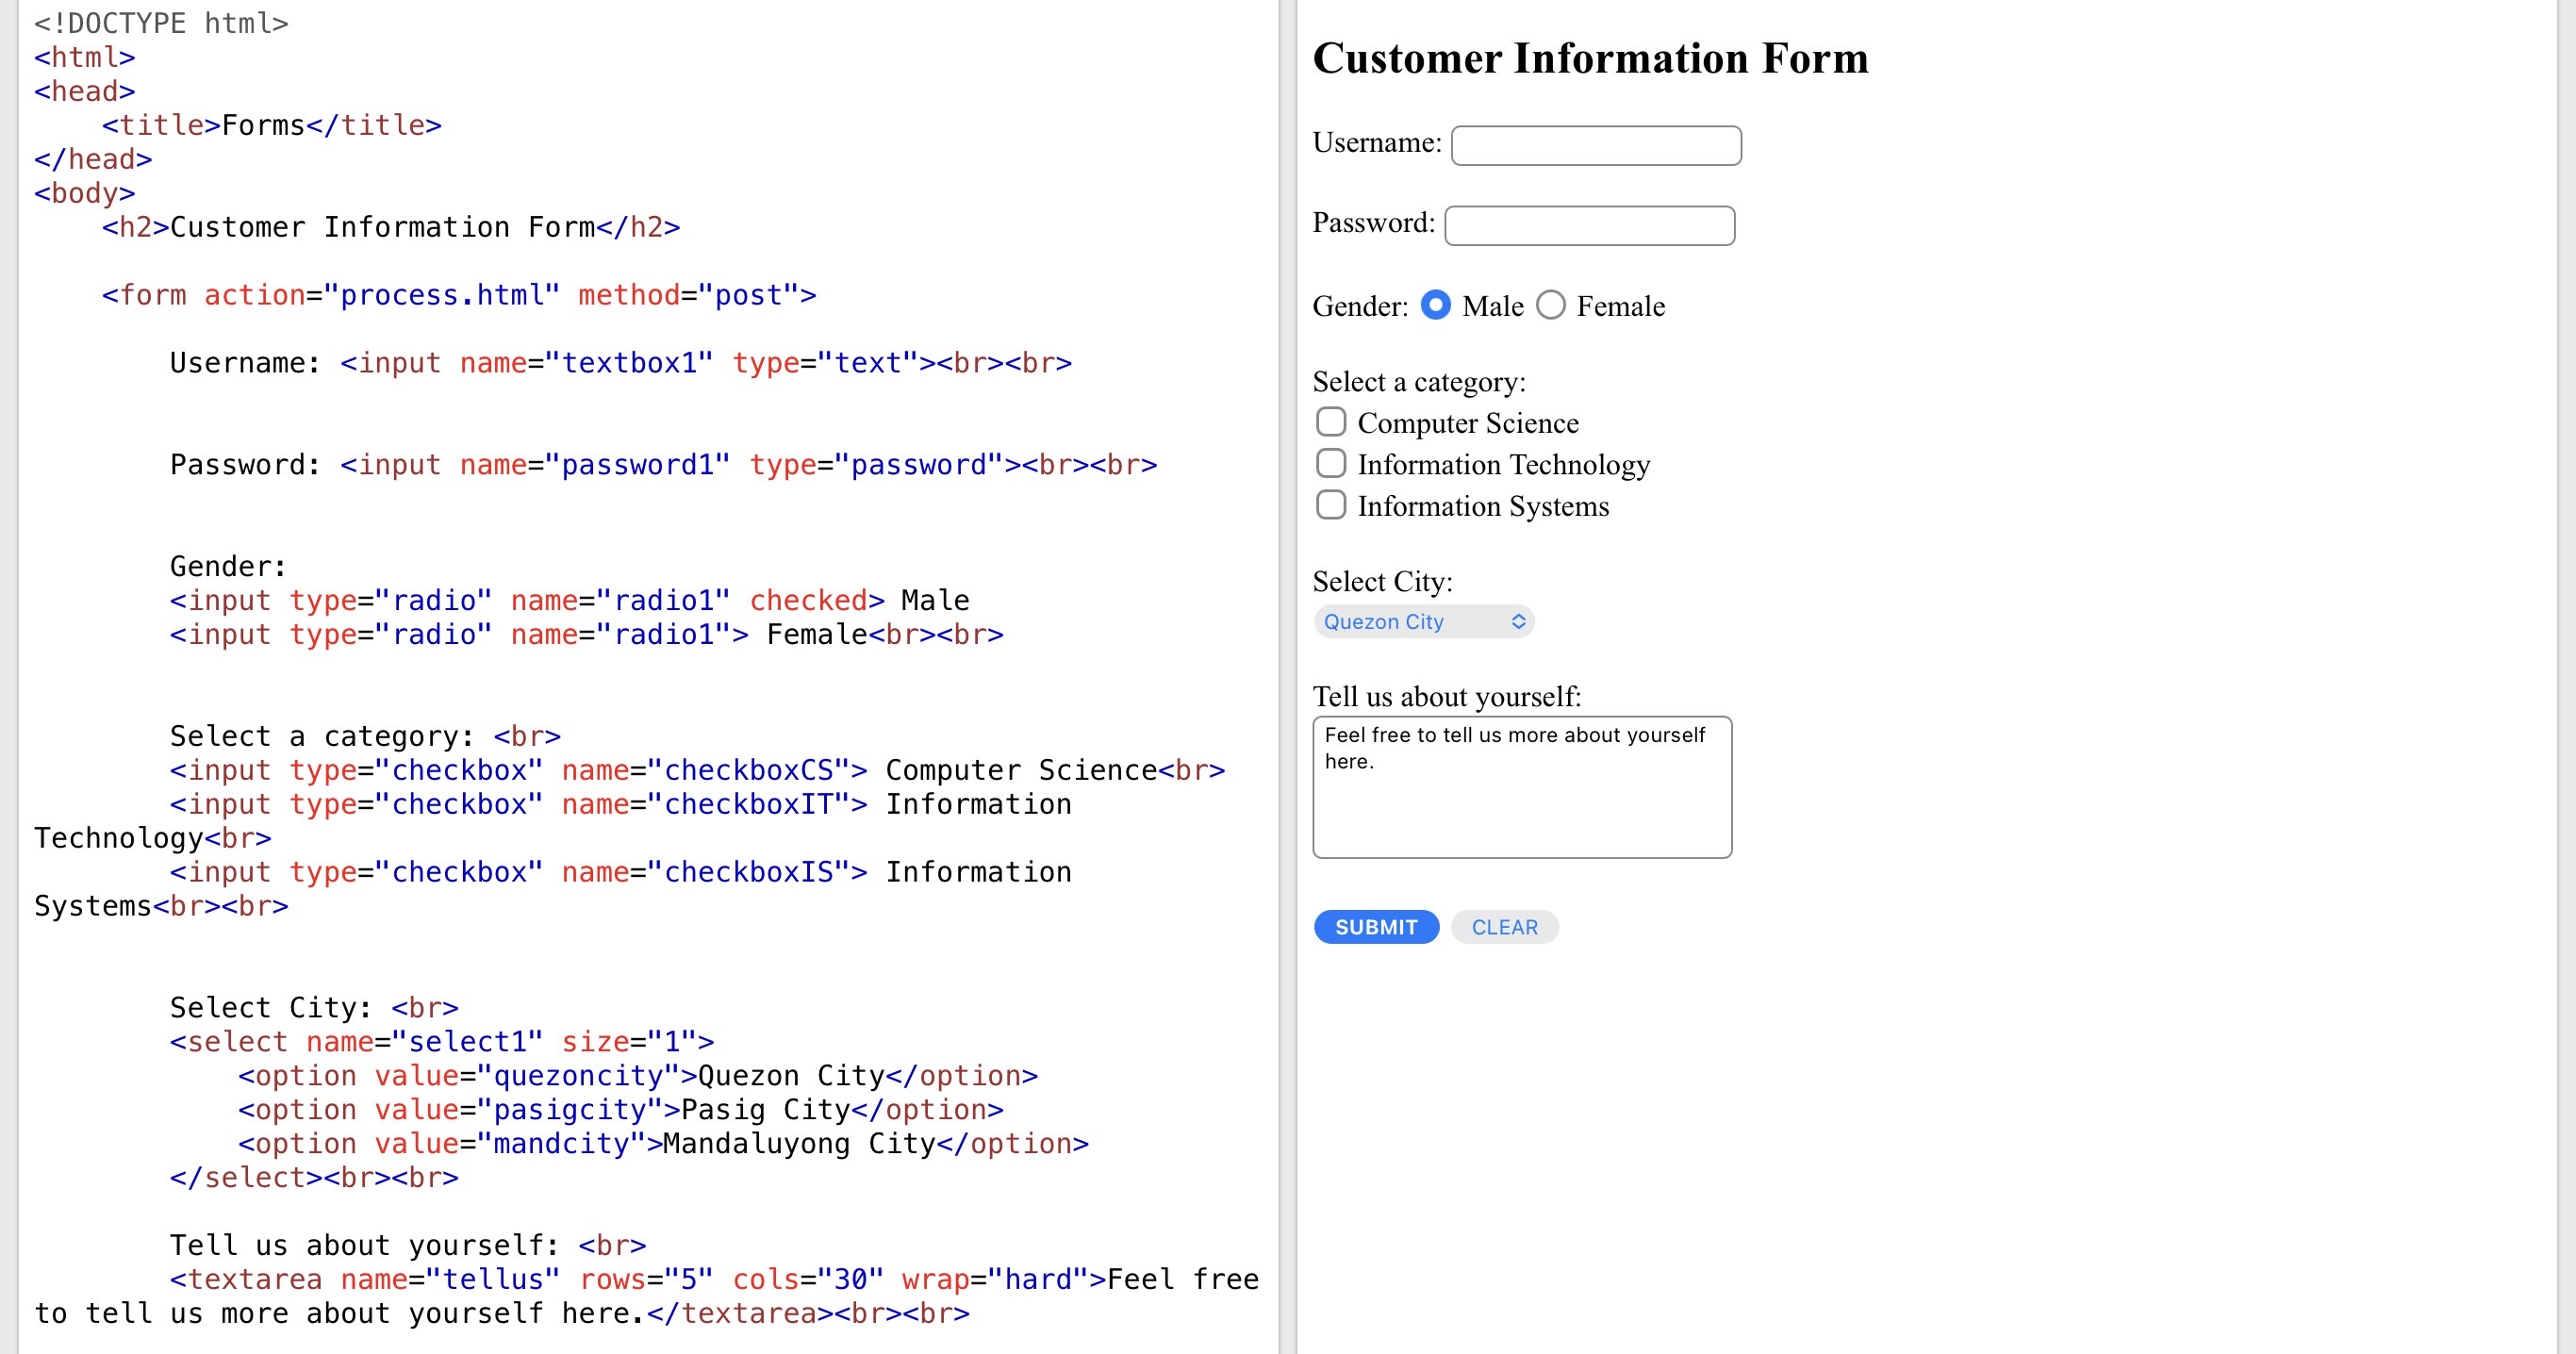 <!DOCTYPE html>
<html>
<head>
    <title>Forms</title>
</head>
<body>
    <h2>Customer Information Form</h2>
    <form action="process.html" method="post">
        Username: <input name="textbox1" type="text"><br><br>
        Password: <input name="password1" type="password"><br><br>
        Gender:
        <input type="radio" name="radio1" checked> Male
        <input type="radio" name="radio1"> Female<br><br>
        Select a category: <br>
        <input type="checkbox" name="checkboxCS"> Computer Science<br>
        <input type="checkbox" name="checkboxIT"> Information
Technology<br>
        <input type="checkbox" name="checkboxIS"> Information
Systems<br><br>
        Select City: <br>
        <select name="select1" size="1">
            <option value="quezoncity">Quezon City</option>
            <option value="pasigcity">Pasig City</option>
            <option value="mandcity">Mandaluyong City</option>
        </select><br><br>
        Tell us about yourself: <br>
        <textarea name="tellus" rows="5" cols="30" wrap="hard">Feel free
to tell us more about yourself here.</textarea><br><br>
Customer Information Form
Username:
Password:
Gender: Male Female
Select a category:
Computer Science
Information Technology
Information Systems
Select City:
Quezon City
Tell us about yourself:
Feel free to tell us more about yourself
here.
SUBMIT CLEAR